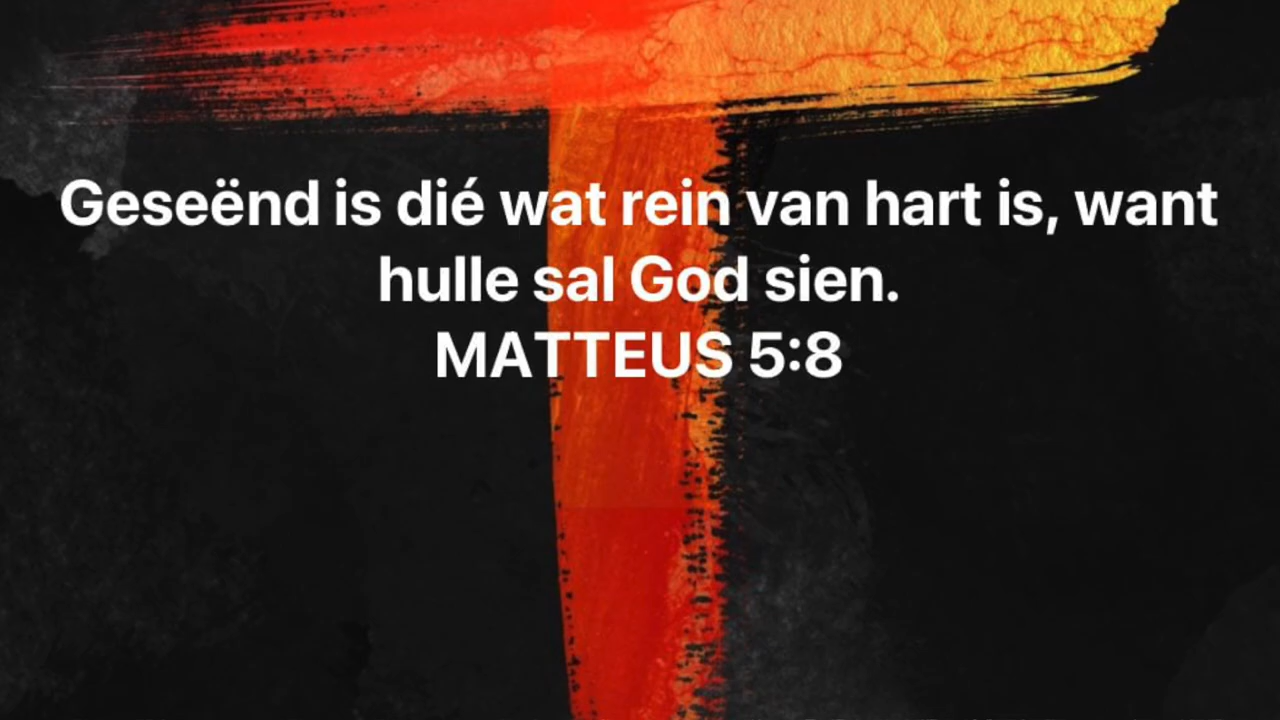 Geseënd is dié wat rein van hart is, want
hulle sal God sien.
MATTEUS 5:8